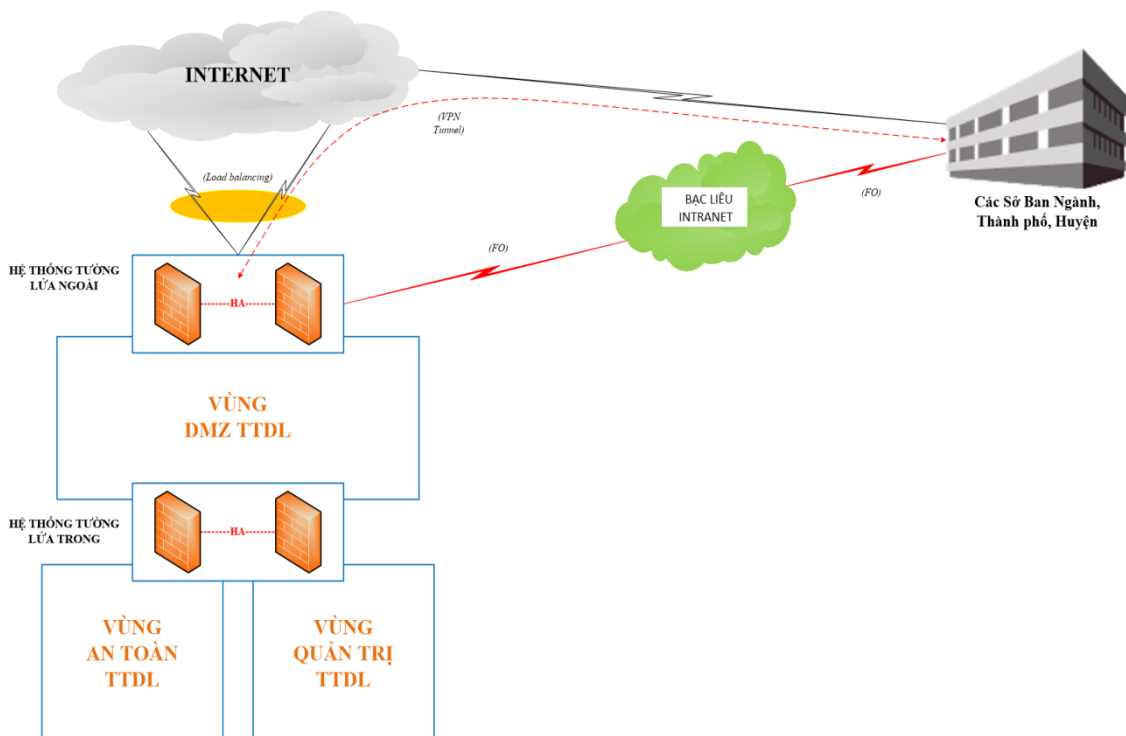 INTERNET
(VPN
Tunnel)
(Load balancing)
BẠC LIÊU
INTRANET
(FO)
Các Sở Ban Ngành,
Thành phố, Huyện
(FO)
HỆ THỐNG TƯỜNG
LỬA NGOÀI
HA
VÙNG
DMZ TTDL
HỆ THỐNG TƯỜNG
LỬA TRONG
HA
VÙNG
AN TOÀN
TTDL
VÙNG
QUẢN TRỊ
TTDL